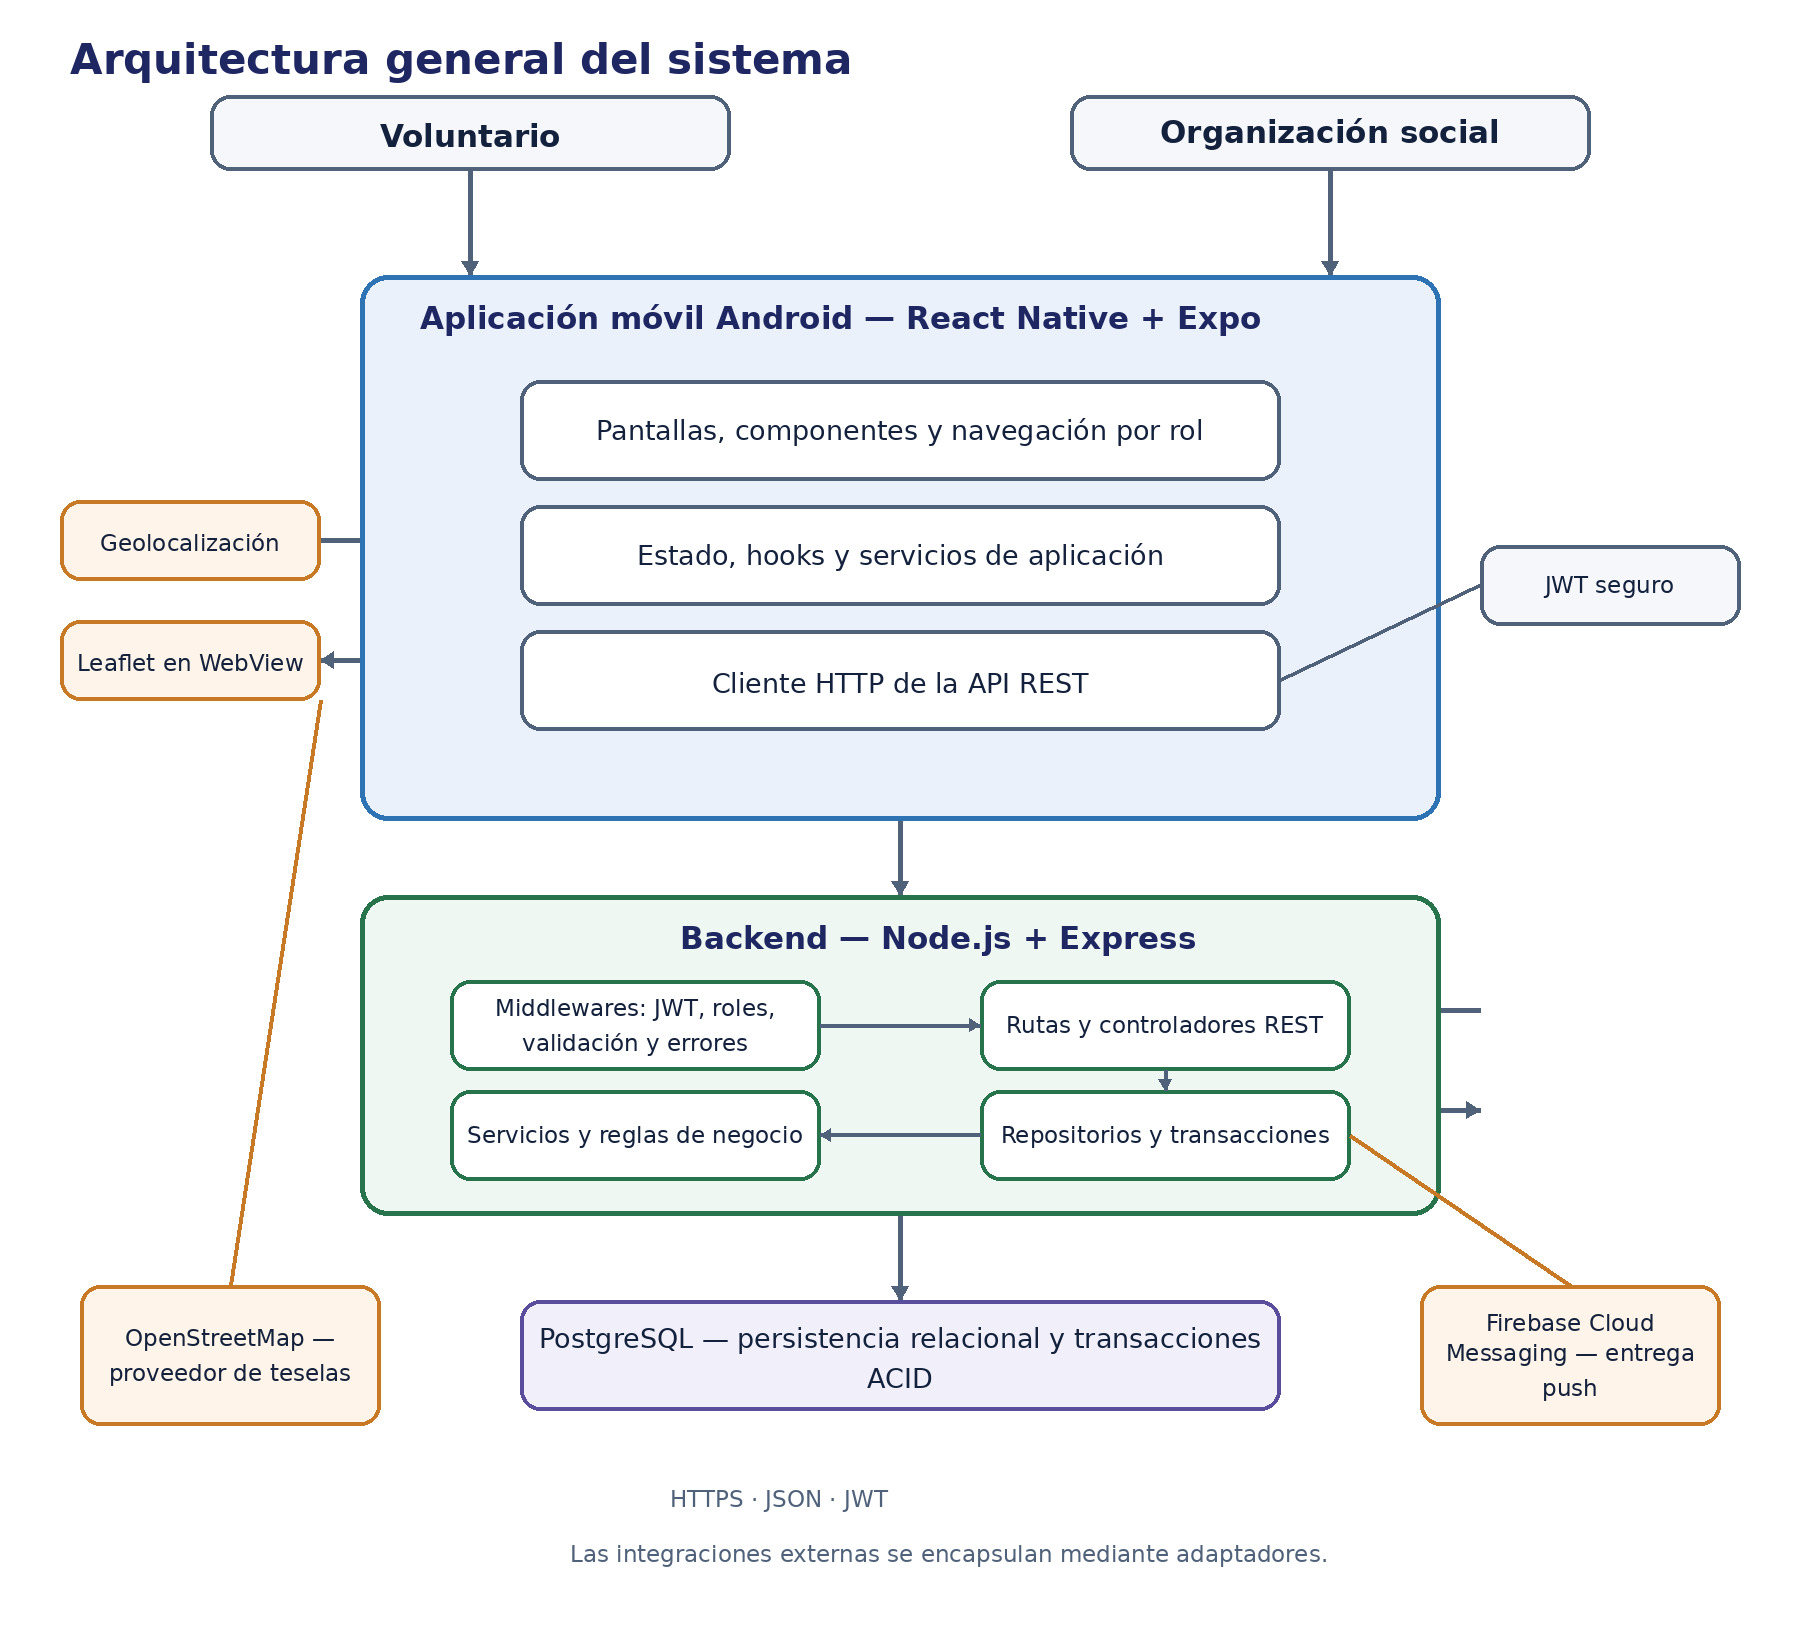 Arquitectura general del sistema
Voluntario
Organización social
Aplicación móvil Android — React Native + Expo
Pantallas, componentes y navegación por rol
Estado, hooks y servicios de aplicación
Cliente HTTP de la API REST
Geolocalización
Leaflet en WebView
JWT seguro
Backend — Node.js + Express
Middlewares: JWT, roles,
validación y errores
Rutas y controladores REST
Servicios y reglas de negocio
Repositorios y transacciones
OpenStreetMap —
proveedor de teselas
PostgreSQL — persistencia relacional y transacciones
ACID
Firebase Cloud
Messaging — entrega
push
HTTPS · JSON · JWT
Las integraciones externas se encapsulan mediante adaptadores.